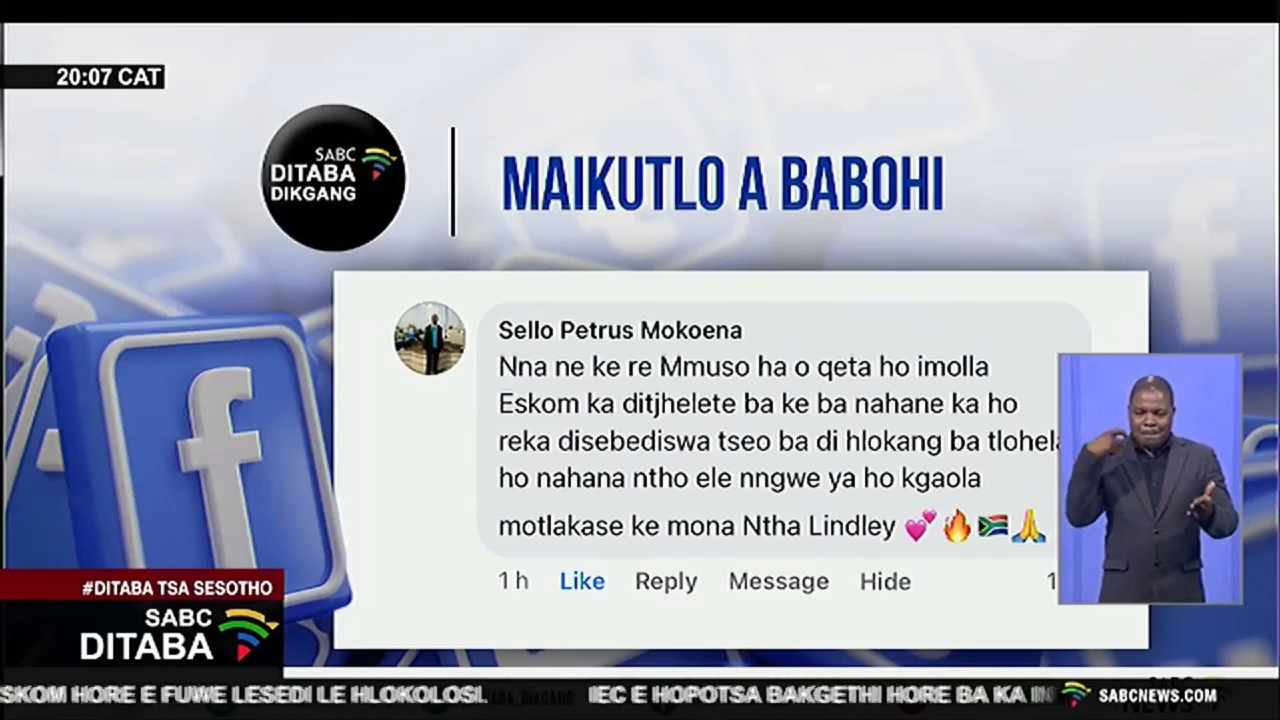 20:07 CAT
SABC
DITABA
DIKGANG
MAIKUTLO A BABOHI
Sello Petrus Mokoena
Nna ne ke re Mmuso ha o qeta ho imolla
Eskom ka ditjhelete ba ke ba nahane ka ho
reka disebediswa tseo ba di hlokang ba tlohela
ho nahana ntho ele nngwe ya ho kgaola
motlakase ke mona Ntha Lindley 💕🔥🇿🇦🙏
1 h Like Reply Message Hide 1
#DITABA TSA SESOTHO
SABC
DITABA
SKOM HORE E FUWE LESEDI LE HLOKOLOSI. IEC E HOPOTSA BAKGETHI HORE BA KA IN SABCNEWS.COM